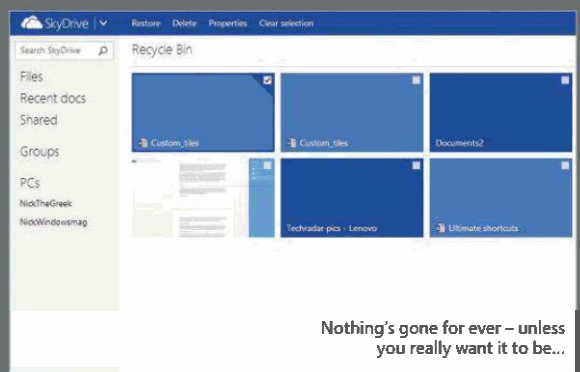 SkyDrive
Restore Delete Properties Clear selection
Search SkyDrive
Recycle Bin
Files
Recent docs
Shared
Groups
PCs
NickTheGreek
NickWindowsmag
Custom_tiles
Custom_tiles
Documents2
Techradar pics - Lenovo
Ultimate shortcuts
Nothing's gone for ever – unless
you really want it to be...